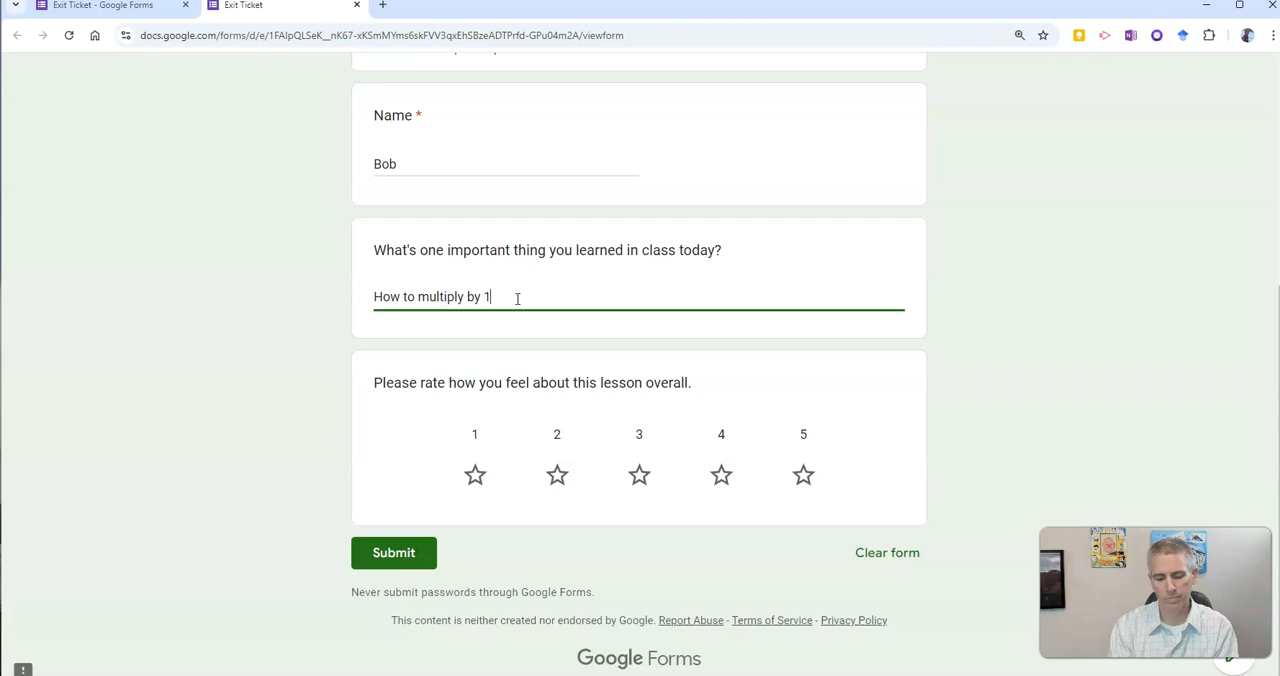 Exit Ticket - Google Forms
Exit Ticket
docs.google.com/forms/d/e/1FAIpQLSeK__nK67-xKSmMYms6skFVV3qxEhSBzeADTPrfd-GPu04m2A/viewform
Name *
Bob
What's one important thing you learned in class today?
How to multiply by 1
Please rate how you feel about this lesson overall.
1 2 3 4 5
Submit
Clear form
Never submit passwords through Google Forms.
This content is neither created nor endorsed by Google. Report Abuse - Terms of Service - Privacy Policy
Google Forms